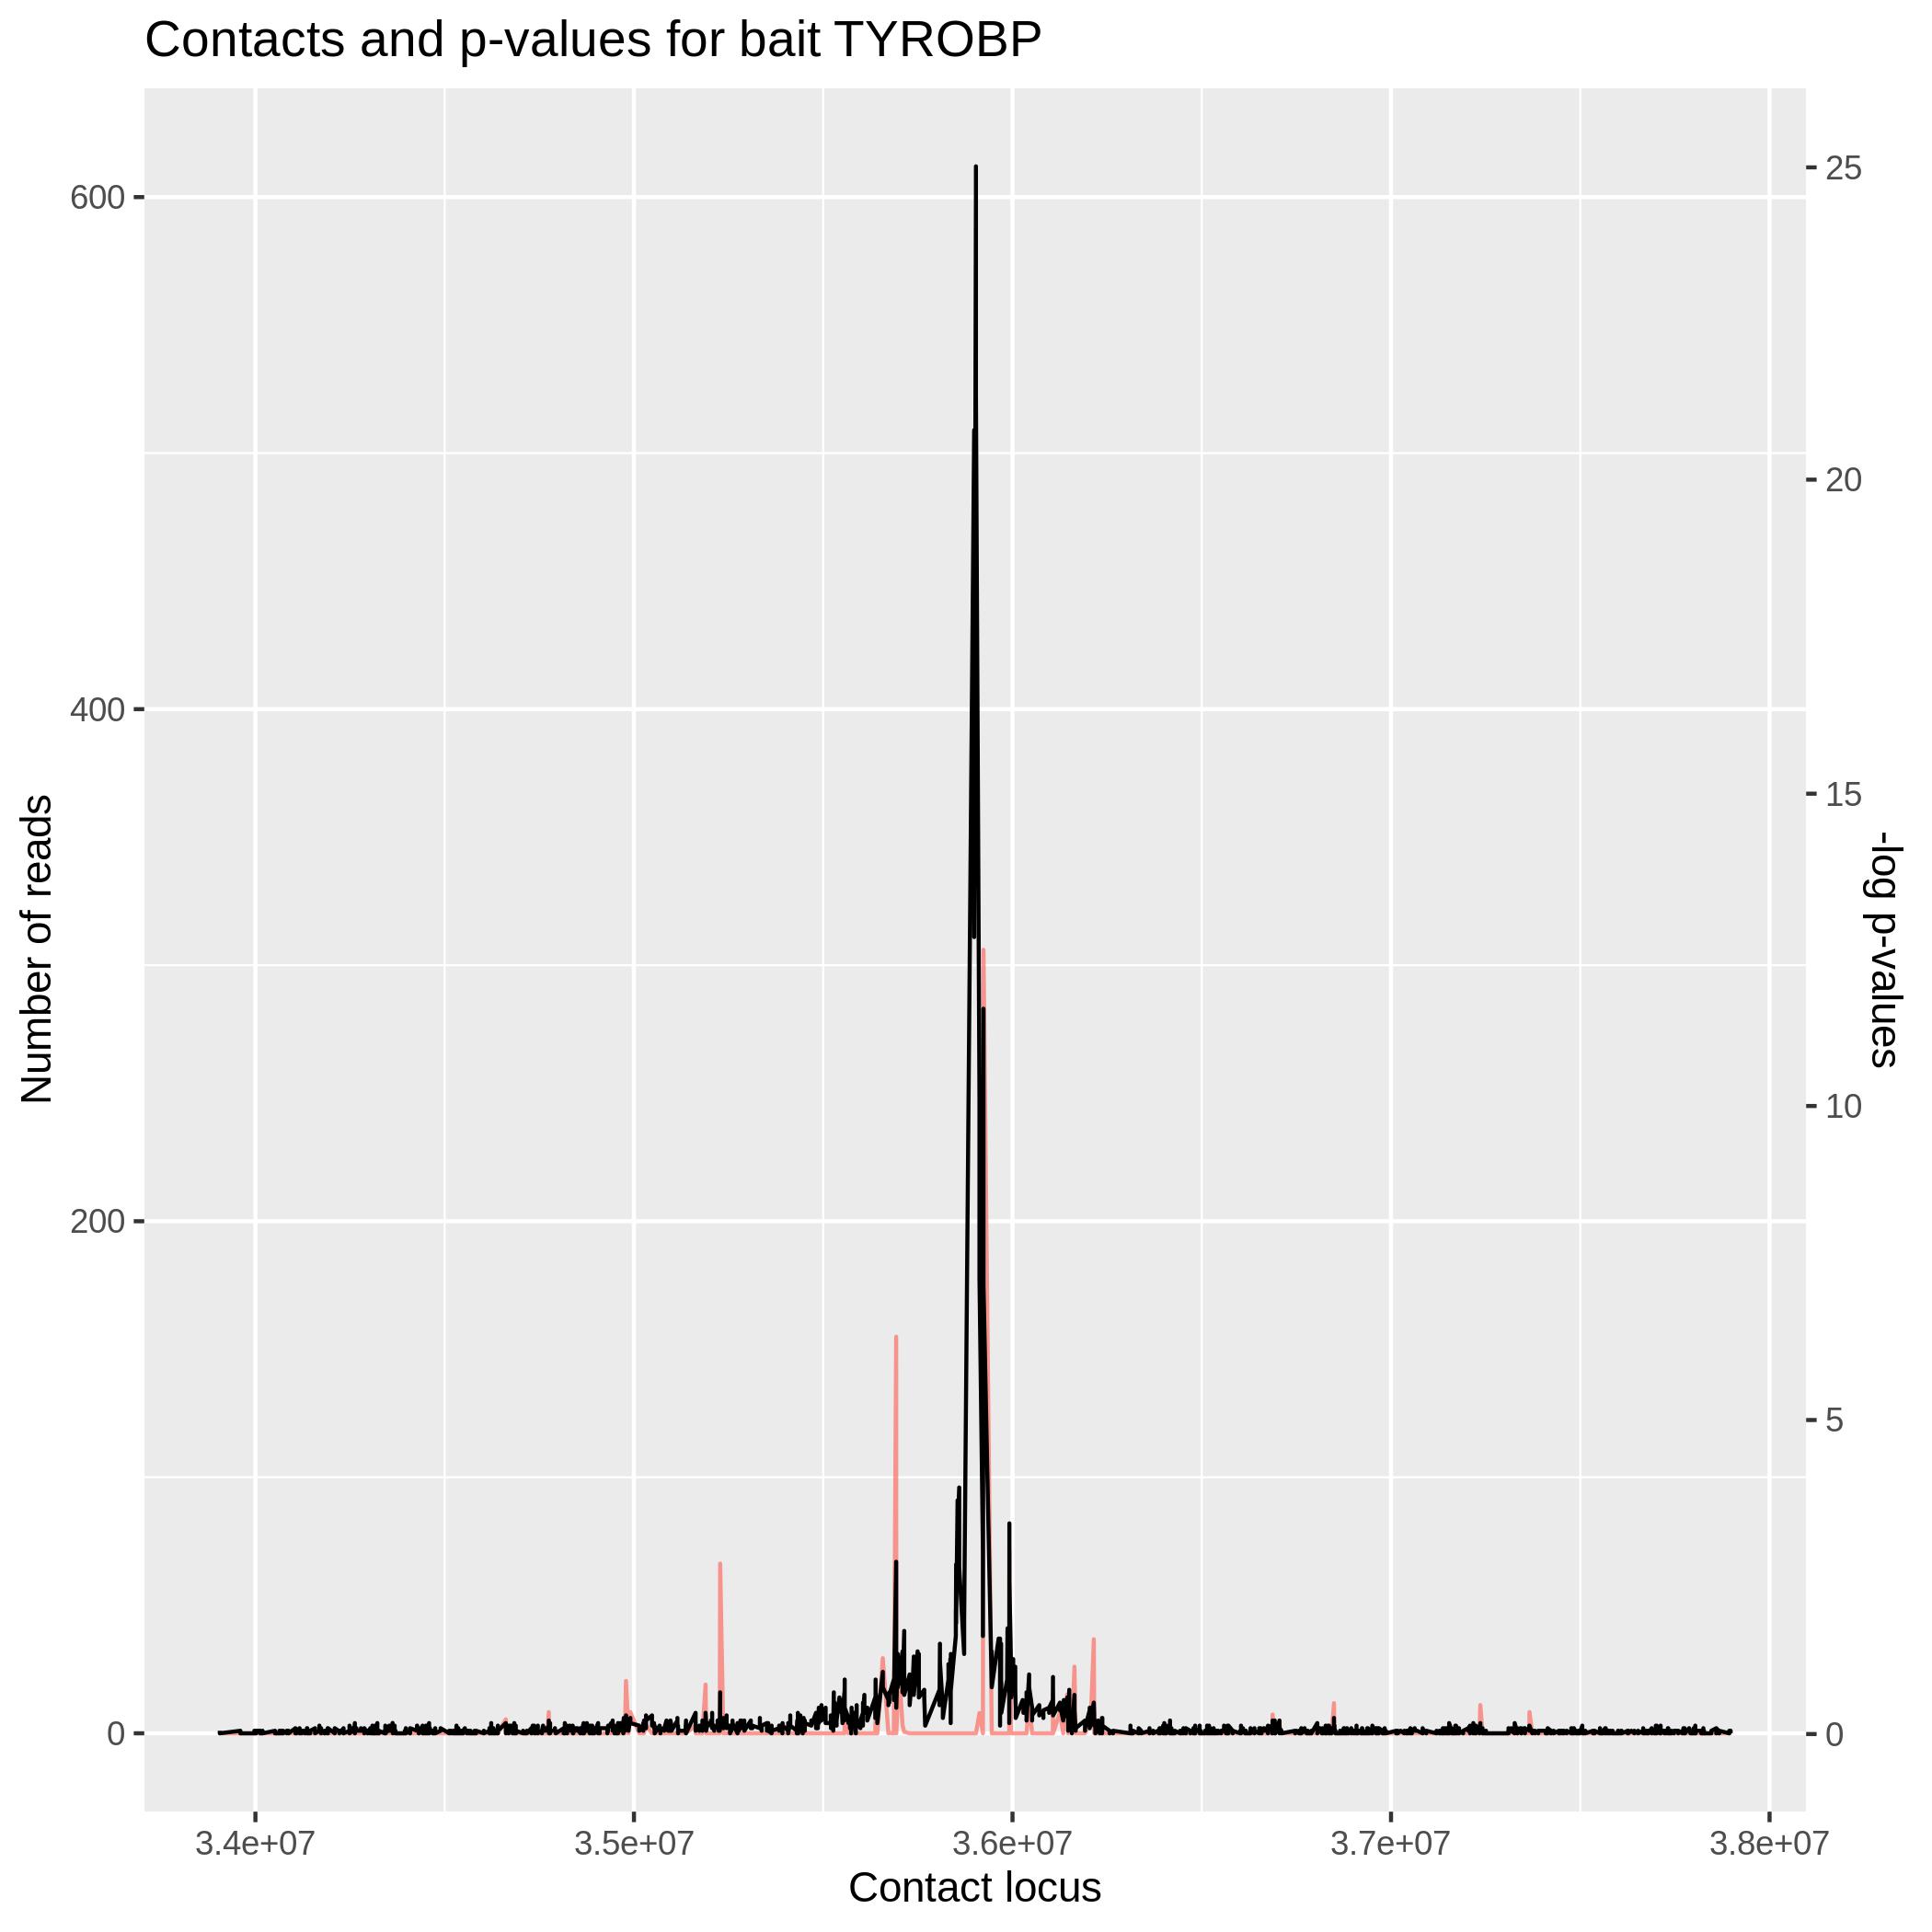 Contacts and p-values for bait TYROBP
600
400
200
0
25
20
15
10
5
0
Number of reads
-log p-values
3.4e+07 3.5e+07 3.6e+07 3.7e+07 3.8e+07
Contact locus